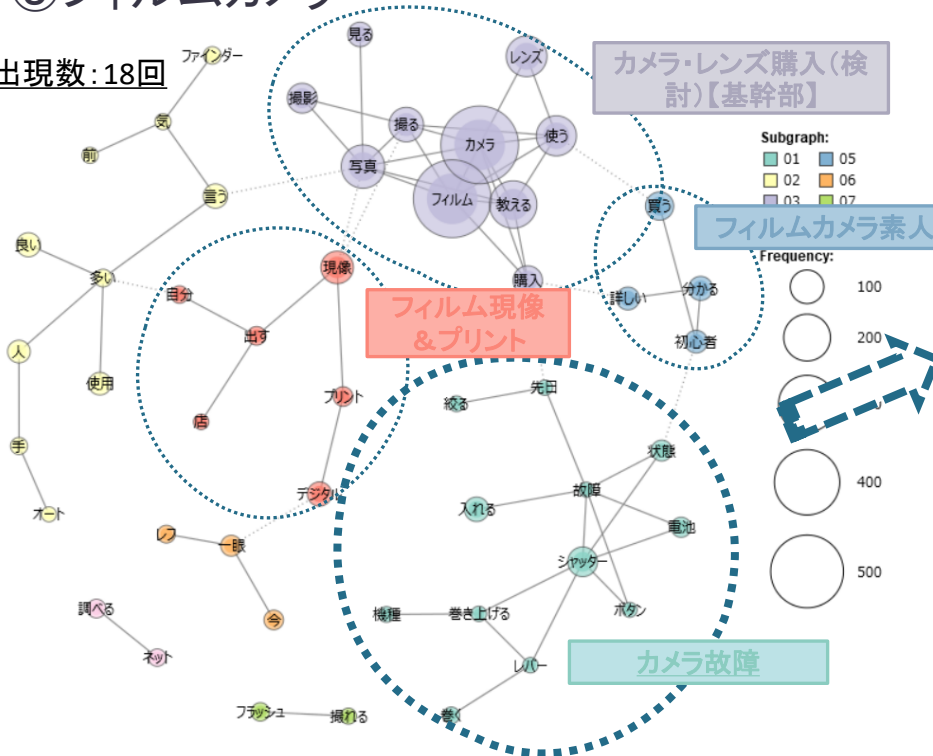 ③フィルムカメラ
出現数：18回
カメラ・レンズ購入（検
討）【基幹部】
Subgraph:
01 05
02 06
03 07
フィルムカメラ素人
Frequency:
100
200
400
500
フィルム現像
&プリント
カメラ故障
見る
レンズ
撮影
撮る
カメラ
使う
写真
フィルム
教える
購入
ファインダー
気
前
言う
良い
多い
人
使用
手
オート
自分
現像
出す
店
プリント
デジタル
買う
詳しい
分かる
初心者
先日
絞る
状態
故障
入れる
電池
シャッター
ボタン
機種
巻き上げる
レバー
巻く
レフ
一眼
今
調べる
ネット
フラッシュ
撮れる